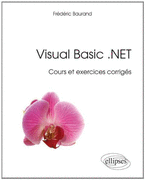 Frédéric Baurand
Visual Basic .NET
Cours et exercices corrigés
ellipses